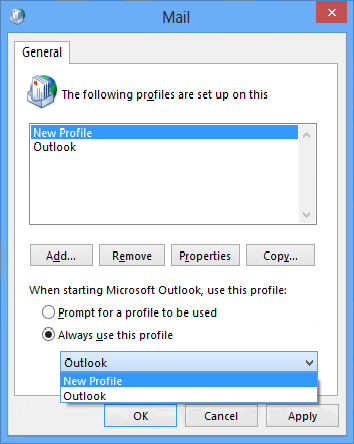 Mail
General
The following profiles are set up on this
New Profile
Outlook
Add... Remove Properties Copy...
When starting Microsoft Outlook, use this profile:
Prompt for a profile to be used
Always use this profile
Outlook
New Profile
Outlook
OK Cancel Apply